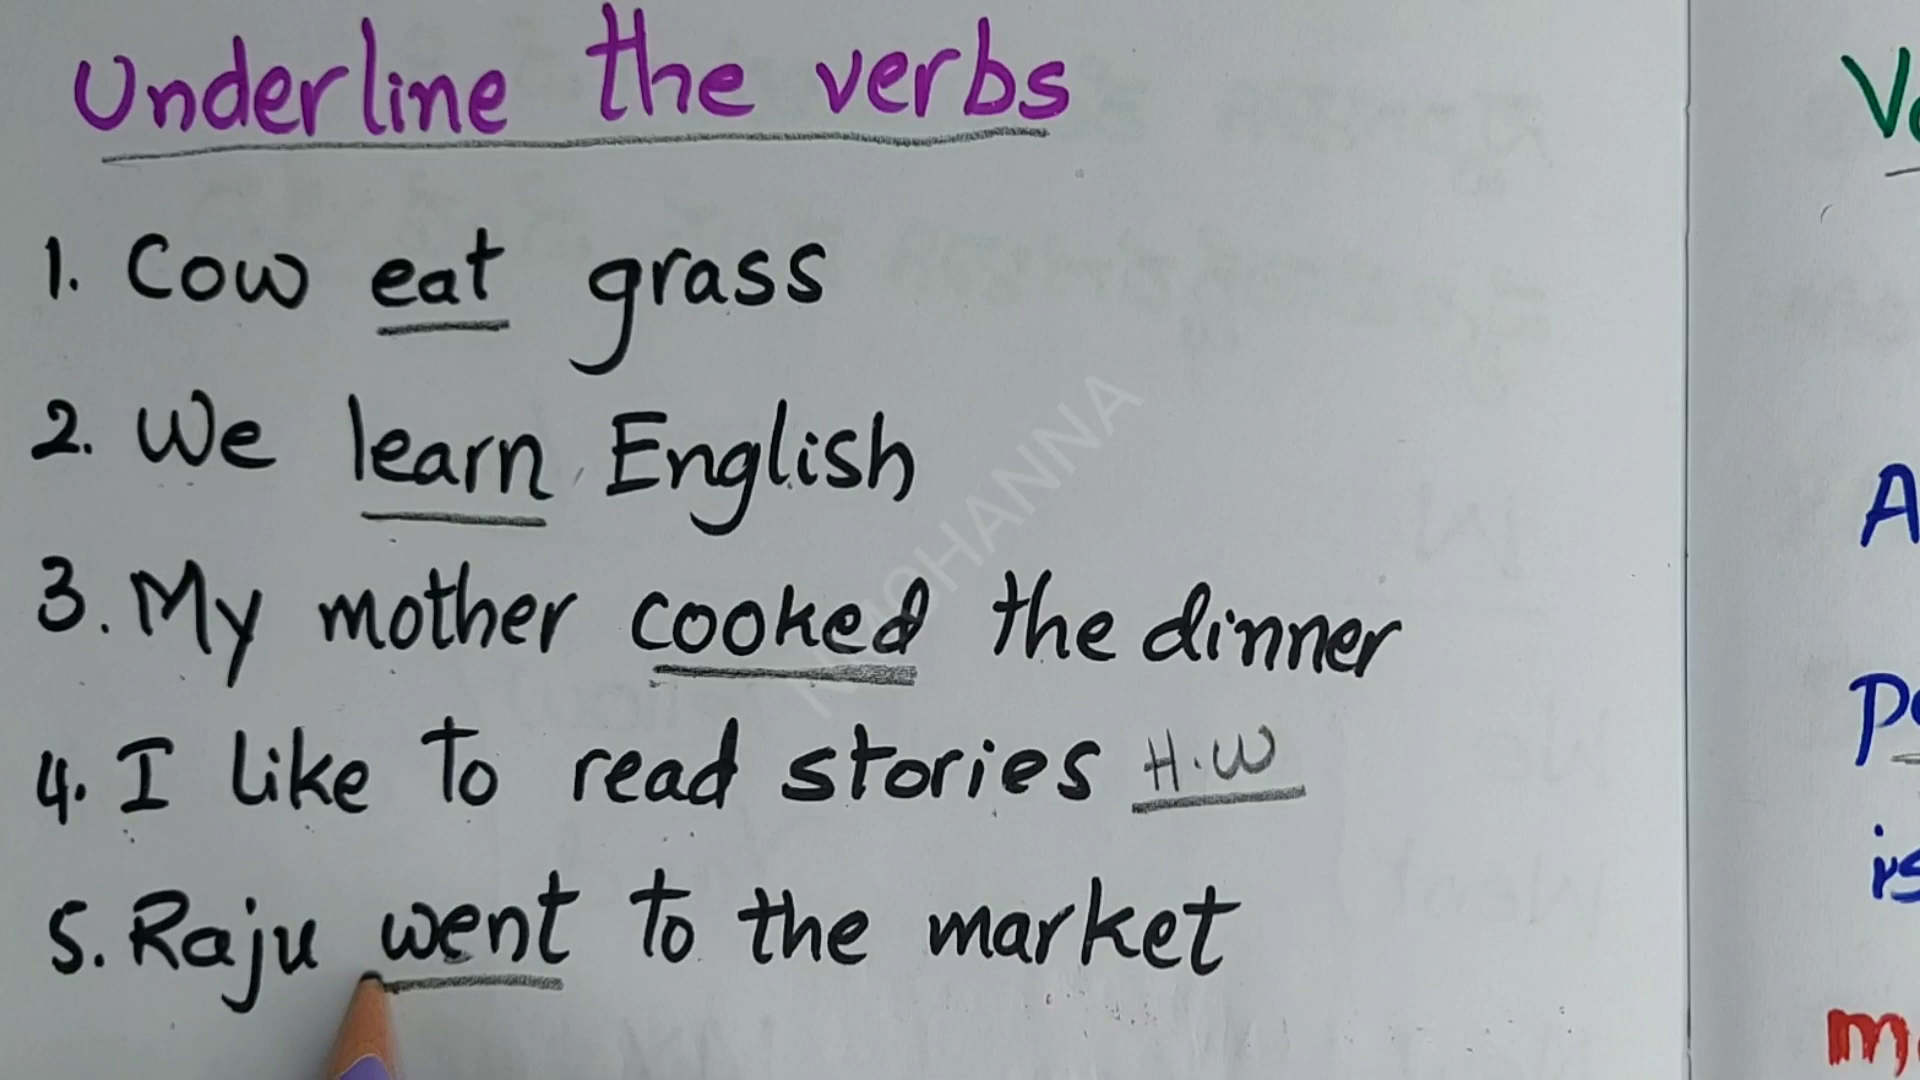 Underline the verbs
1. Cow eat grass
2. We learn English
3. My mother cooked the dinner
4. I like to read stories H.W
5. Raju went to the market
A
is